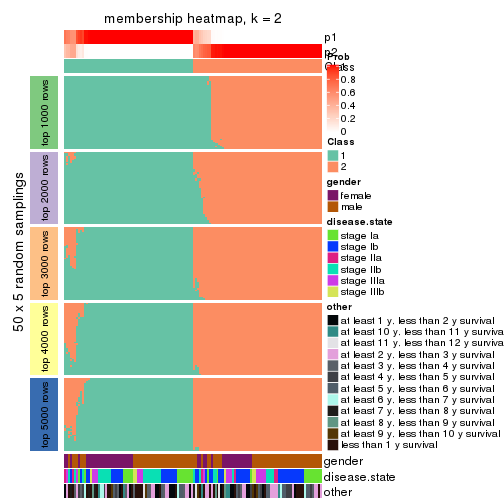 membership heatmap, k = 2
p1
p2
Class
50 x 5 random samplings
top 1000 rows
top 2000 rows
top 3000 rows
top 4000 rows
top 5000 rows
gender
disease.state
other
Prob
1
0.8
0.6
0.4
0.2
0
Class
1
2
gender
female
male
disease.state
stage Ia
stage Ib
stage IIa
stage IIb
stage IIIa
stage IIIb
other
at least 1 y. less than 2 y survival
at least 10 y. less than 11 y surviva
at least 11 y. less than 12 y surviva
at least 2 y. less than 3 y survival
at least 3 y. less than 4 y survival
at least 4 y. less than 5 y survival
at least 5 y. less than 6 y survival
at least 6 y. less than 7 y survival
at least 7 y. less than 8 y survival
at least 8 y. less than 9 y survival
at least 9 y. less than 10 y survival
less than 1 y survival